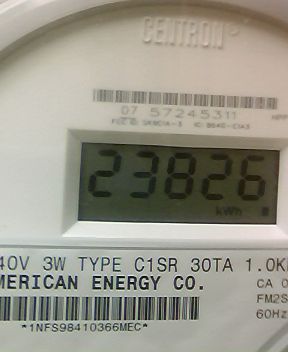 CENTRON®
07 57245311
23826
kWh
40V 3W TYPE C1SR 30TA 1.0K
MERICAN ENERGY CO.
CA 0
FM2S
60Hz
*1NFS98410366MEC*